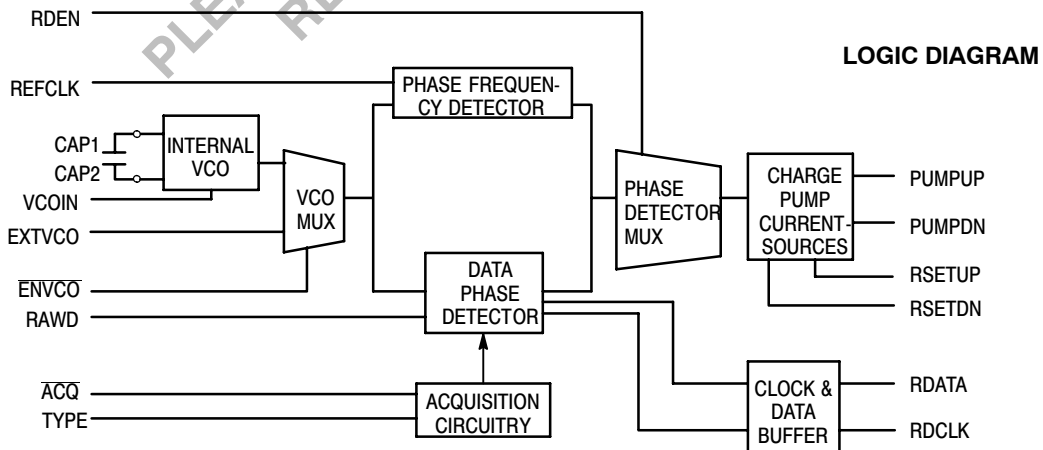 PLEA
RE
LOGIC DIAGRAM
RDEN
REFCLK
PHASE FREQUEN-
CY DETECTOR
CAP1
CAP2
INTERNAL
VCO
VCOIN
EXTVCO
VCO
MUX
ENVCO
RAWD
DATA
PHASE
DETECTOR
PHASE
DETECTOR
MUX
CHARGE
PUMP
CURRENT-
SOURCES
PUMPUP
PUMPDN
RSETUP
RSETDN
ACQ
TYPE
ACQUISITION
CIRCUITRY
CLOCK &
DATA
BUFFER
RDATA
RDCLK